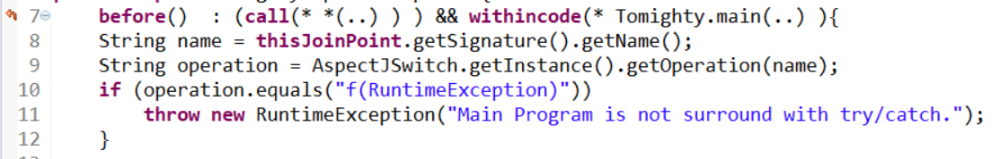 7 before()  : (call(* *(..) ) ) && withincode(* Tomighty.main(..) ){
8 String name = thisJoinPoint.getSignature().getName();
9 String operation = AspectJSwitch.getInstance().getOperation(name);
10 if (operation.equals("f(RuntimeException)"))
11     throw new RuntimeException("Main Program is not surround with try/catch.");
12 }